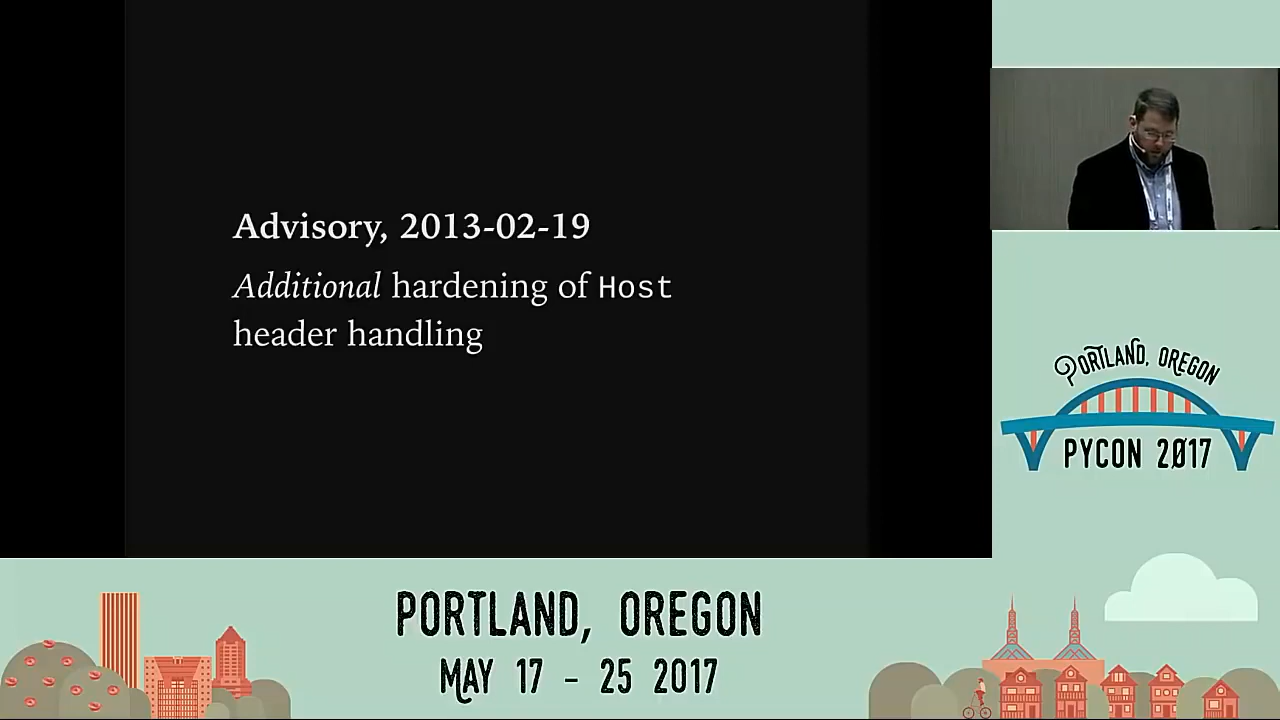 Advisory, 2013-02-19
Additional hardening of Host
header handling
PORTLAND, OREGON
PYCON 2017
PORTLAND, OREGON
MAY 17 - 25 2017